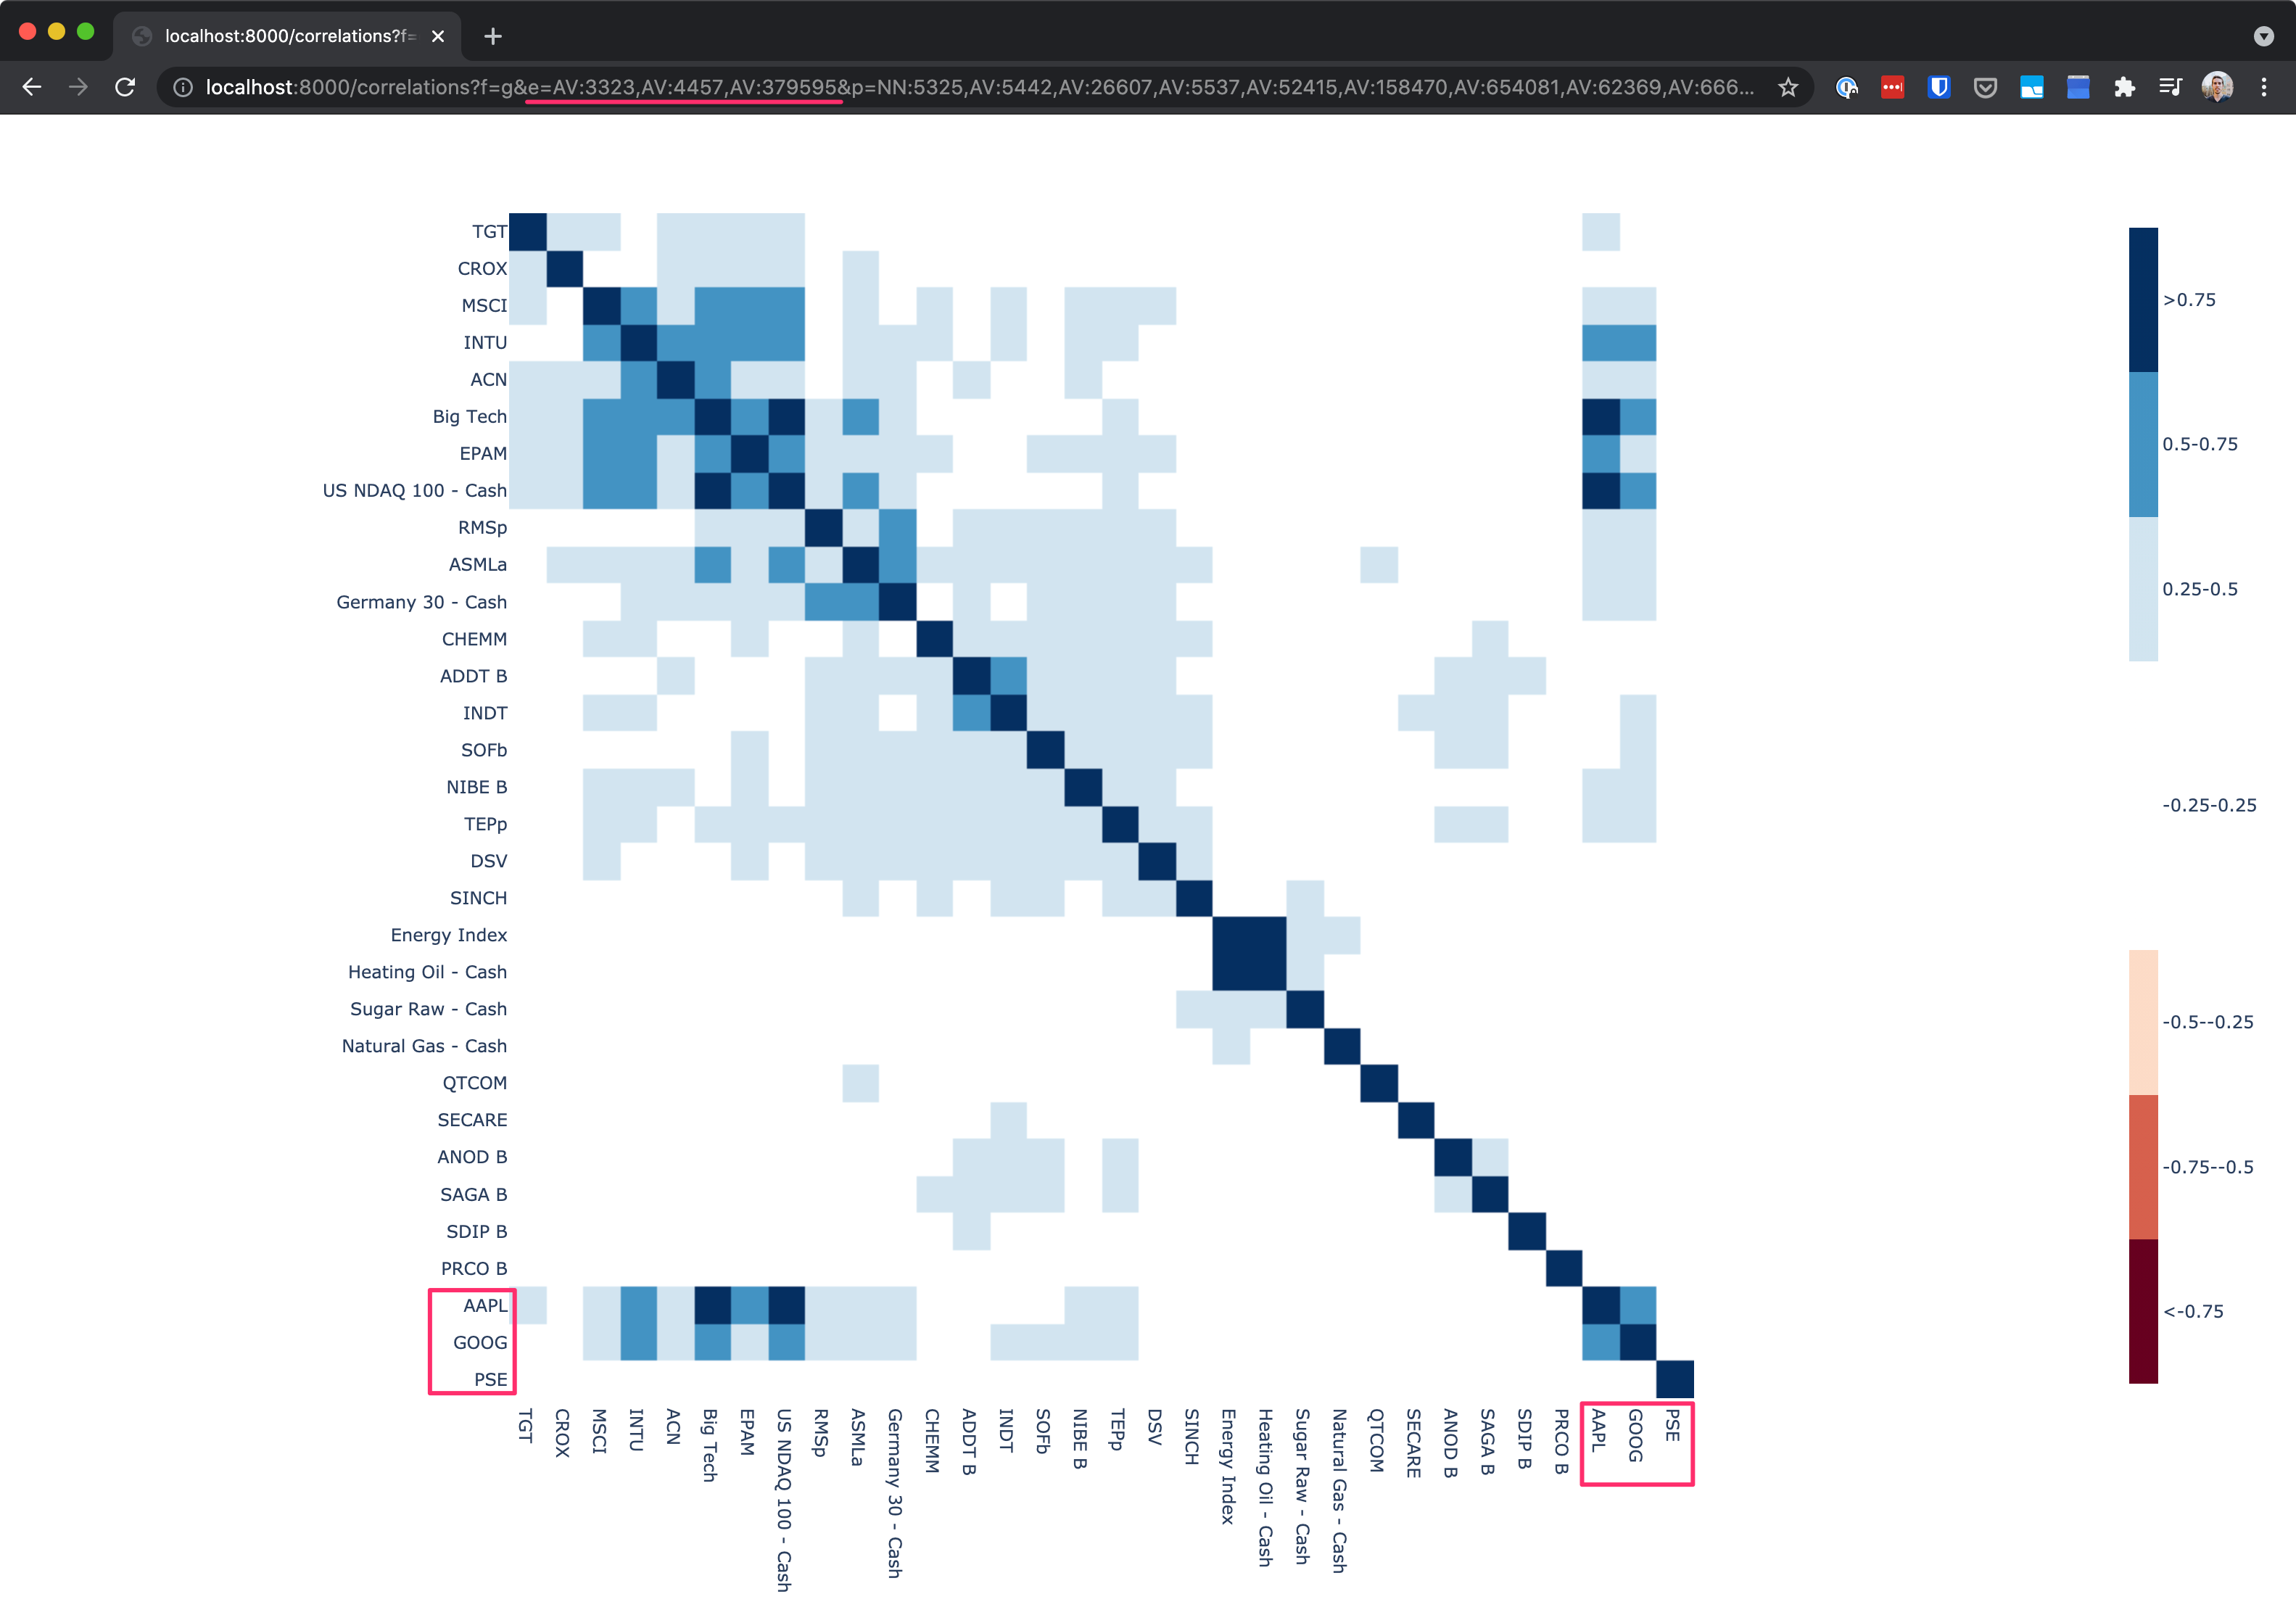 localhost:8000/correlations?f=
localhost:8000/correlations?f=g&e=AV:3323,AV:4457,AV:379595&p=NN:5325,AV:5442,AV:26607,AV:5537,AV:52415,AV:158470,AV:654081,AV:62369,AV:666...
TGT
CROX
MSCI
INTU
ACN
Big Tech
EPAM
US NDAQ 100 - Cash
RMSp
ASMLa
Germany 30 - Cash
CHEMM
ADDT B
INDT
SOFb
NIBE B
TEPp
DSV
SINCH
Energy Index
Heating Oil - Cash
Sugar Raw - Cash
Natural Gas - Cash
QTCOM
SECARE
ANOD B
SAGA B
SDIP B
PRCO B
AAPL
GOOG
PSE
TGT
CROX
MSCI
INTU
ACN
Big Tech
EPAM
US NDAQ 100 - Cash
RMSp
ASMLa
Germany 30 - Cash
CHEMM
ADDT B
INDT
SOFb
NIBE B
TEPp
DSV
SINCH
Energy Index
Heating Oil - Cash
Sugar Raw - Cash
Natural Gas - Cash
QTCOM
SECARE
ANOD B
SAGA B
SDIP B
PRCO B
AAPL
GOOG
PSE
>0.75
0.5-0.75
0.25-0.5
-0.25-0.25
-0.5--0.25
-0.75--0.5
<-0.75